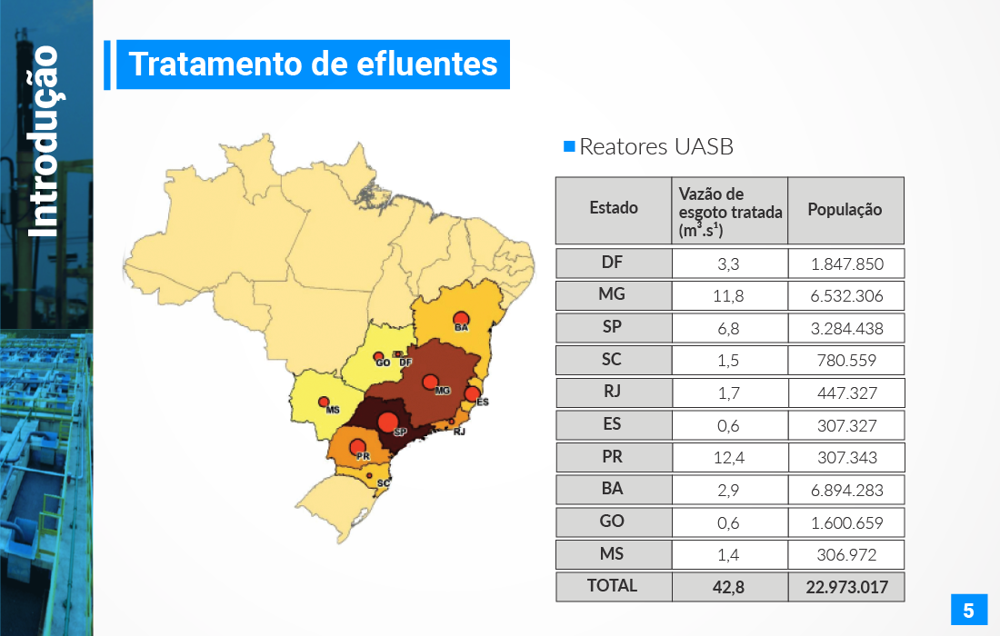 Introdução
Tratamento de efluentes
BA
GO DF
MG
ES
MS
SP
RJ
PR
SC
Reatores UASB
Estado Vazão de esgoto tratada (m³.s¹) População
DF 3,3 1.847.850
MG 11,8 6.532.306
SP 6,8 3.284.438
SC 1,5 780.559
RJ 1,7 447.327
ES 0,6 307.327
PR 12,4 307.343
BA 2,9 6.894.283
GO 0,6 1.600.659
MS 1,4 306.972
TOTAL 42,8 22.973.017
5